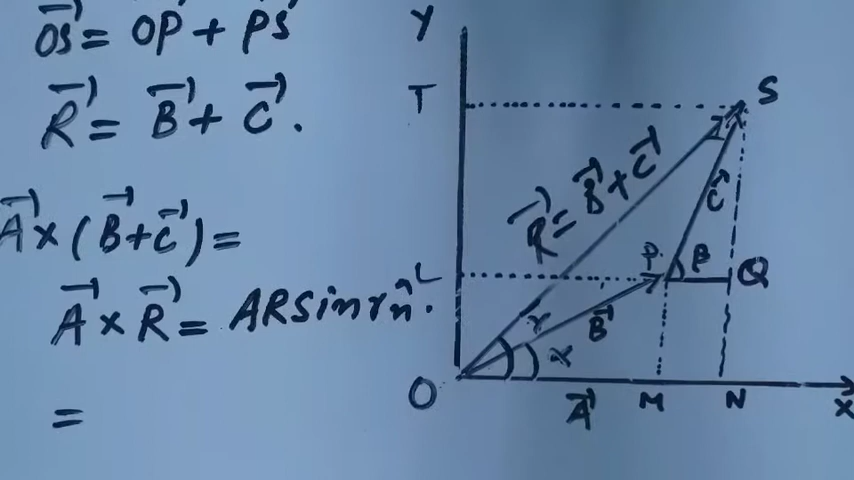 OS⃗ = OP⃗ + PS⃗
R⃗ = B⃗ + C⃗.
A⃗ × (B⃗ + C⃗) =
A⃗ × R⃗ = ARSinγn̂.
=
Y
T
S
R⃗ = B⃗ + C⃗
C⃗
L
P
β
Q
γ
B⃗
α
O
A⃗
M
N
X